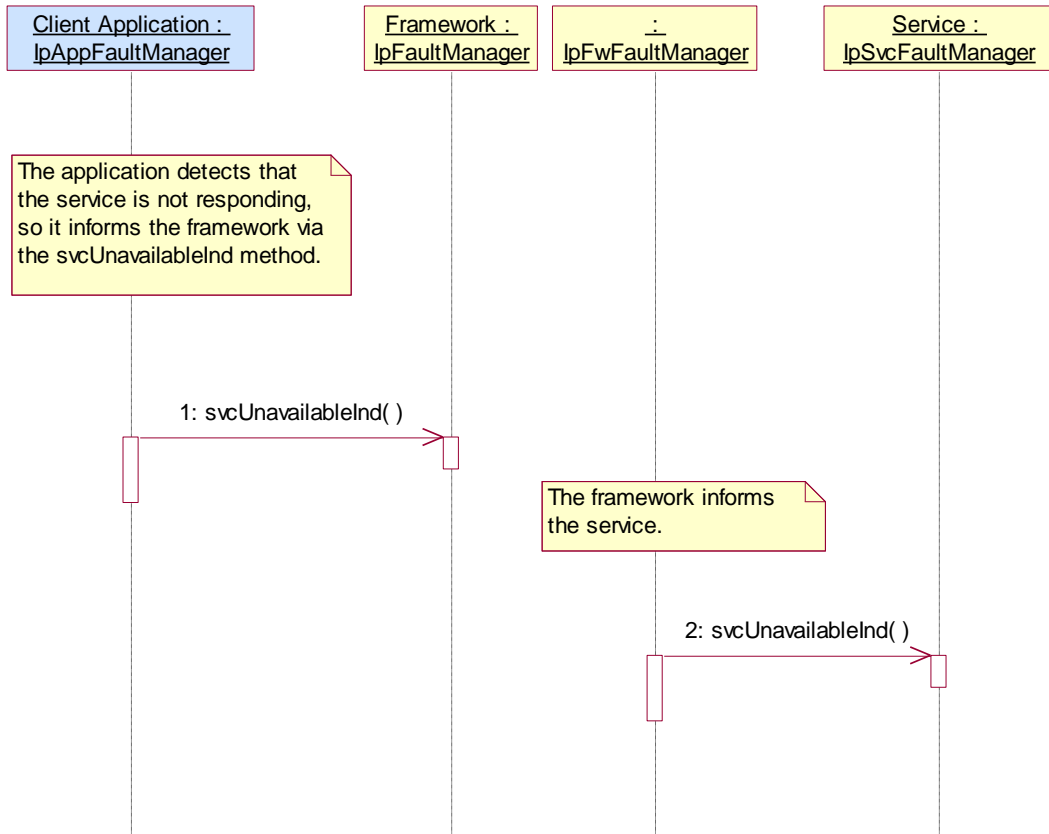 Client Application :
IpAppFaultManager
Framework :
IpFaultManager
:
IpFwFaultManager
Service :
IpSvcFaultManager
The application detects that
the service is not responding,
so it informs the framework via
the svcUnavailableInd method.
1: svcUnavailableInd( )
The framework informs
the service.
2: svcUnavailableInd( )